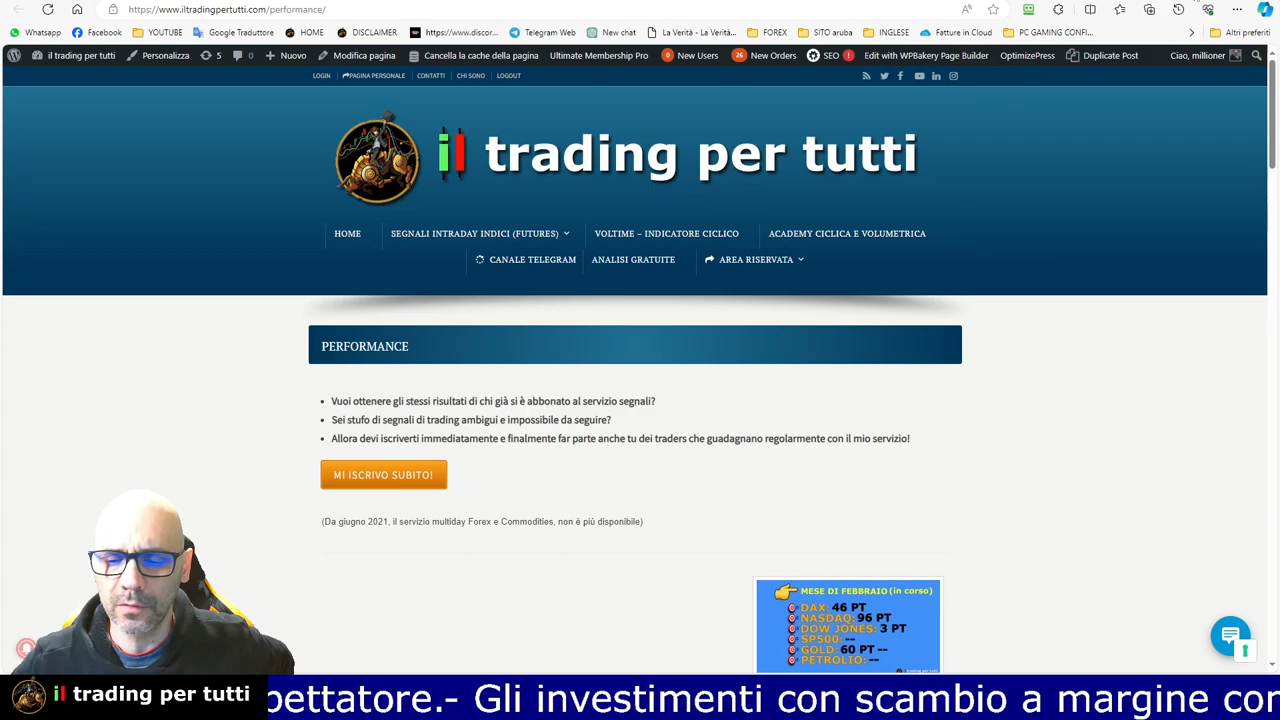 https://www.iltradingpertutti.com/performance/
Whatsapp Facebook YOUTUBE Google Traduttore HOME DISCLAIMER https://www.discor... Telegram Web New chat La Verità - La Verità... FOREX SITO aruba INGLESE Fatture in Cloud PC GAMING CONFI... Altri preferiti
il trading per tutti Personalizza 5 0 Nuovo Modifica pagina Cancella la cache della pagina Ultimate Membership Pro 0 New Users 26 New Orders SEO ! Edit with WPBakery Page Builder OptimizePress Duplicate Post Ciao, millioner
LOGIN PAGINA PERSONALE CONTATTI CHI SONO LOGOUT
il trading per tutti
HOME SEGNALI INTRADAY INDICI (FUTURES) VOLTIME – INDICATORE CICLICO ACADEMY CICLICA E VOLUMETRICA
CANALE TELEGRAM ANALISI GRATUITE AREA RISERVATA
PERFORMANCE
• Vuoi ottenere gli stessi risultati di chi già si è abbonato al servizio segnali?
• Sei stufo di segnali di trading ambigui e impossibile da seguire?
• Allora devi iscriverti immediatamente e finalmente far parte anche tu dei traders che guadagnano regolarmente con il mio servizio!
MI ISCRIVO SUBITO!
(Da giugno 2021, il servizio multiday Forex e Commodities, non è più disponibile)
MESE DI FEBBRAIO (in corso)
DAX: 46 PT
NASDAQ: 96 PT
DOW JONES: 3 PT
SP500: --
GOLD: 60 PT --
PETROLIO: --
il trading per tutti
il trading per tutti
pettatore.- Gli investimenti con scambio a margine con